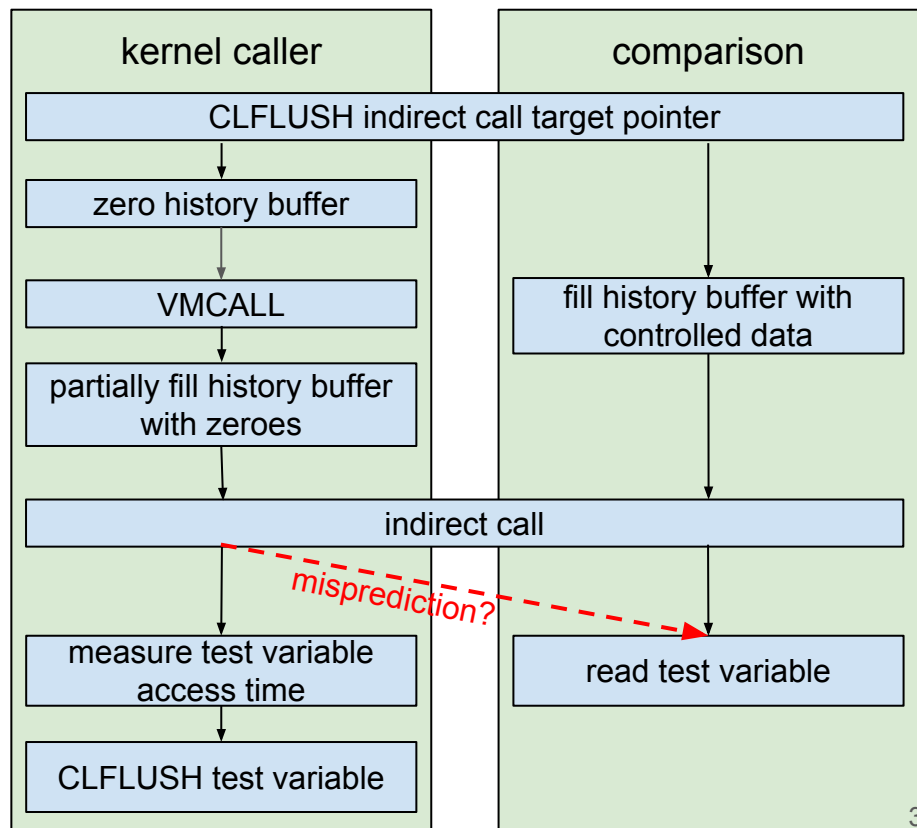 kernel caller
comparison
CLFLUSH indirect call target pointer
zero history buffer
VMCALL
fill history buffer with
controlled data
partially fill history buffer
with zeroes
indirect call
misprediction?
measure test variable
access time
read test variable
CLFLUSH test variable
3